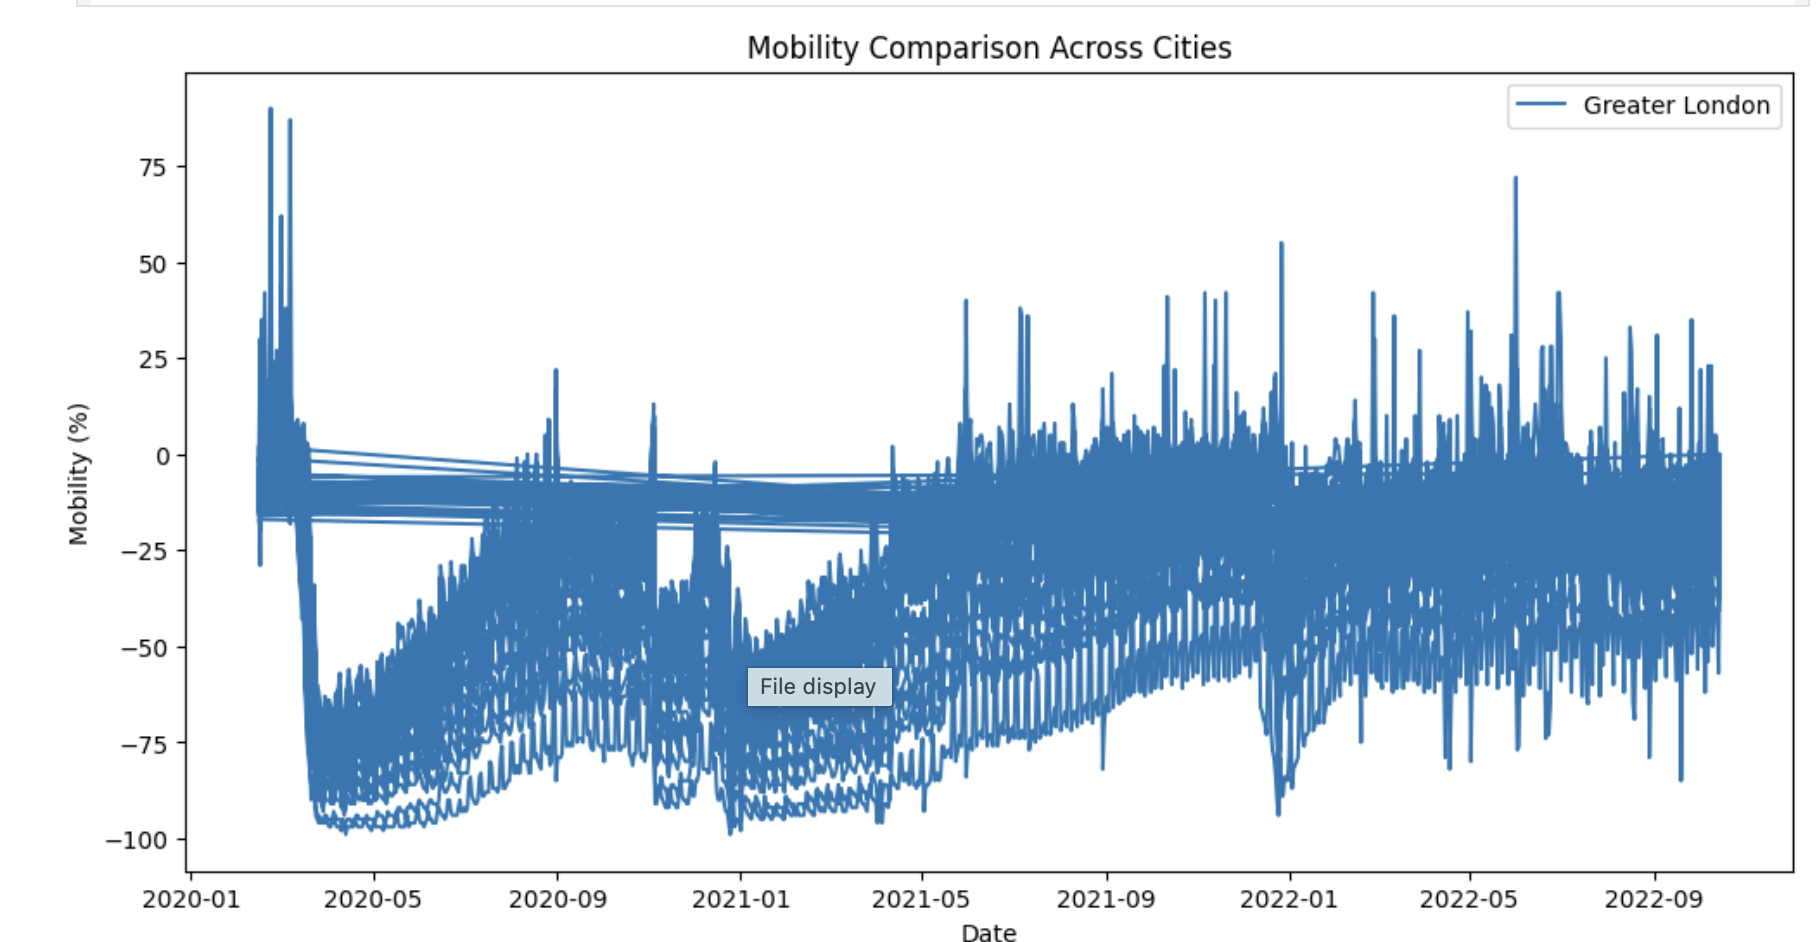 Mobility Comparison Across Cities
Greater London
75
50
25
0
−25
−50
−75
−100
Mobility (%)
File display
2020-01 2020-05 2020-09 2021-01 2021-05 2021-09 2022-01 2022-05 2022-09
Date